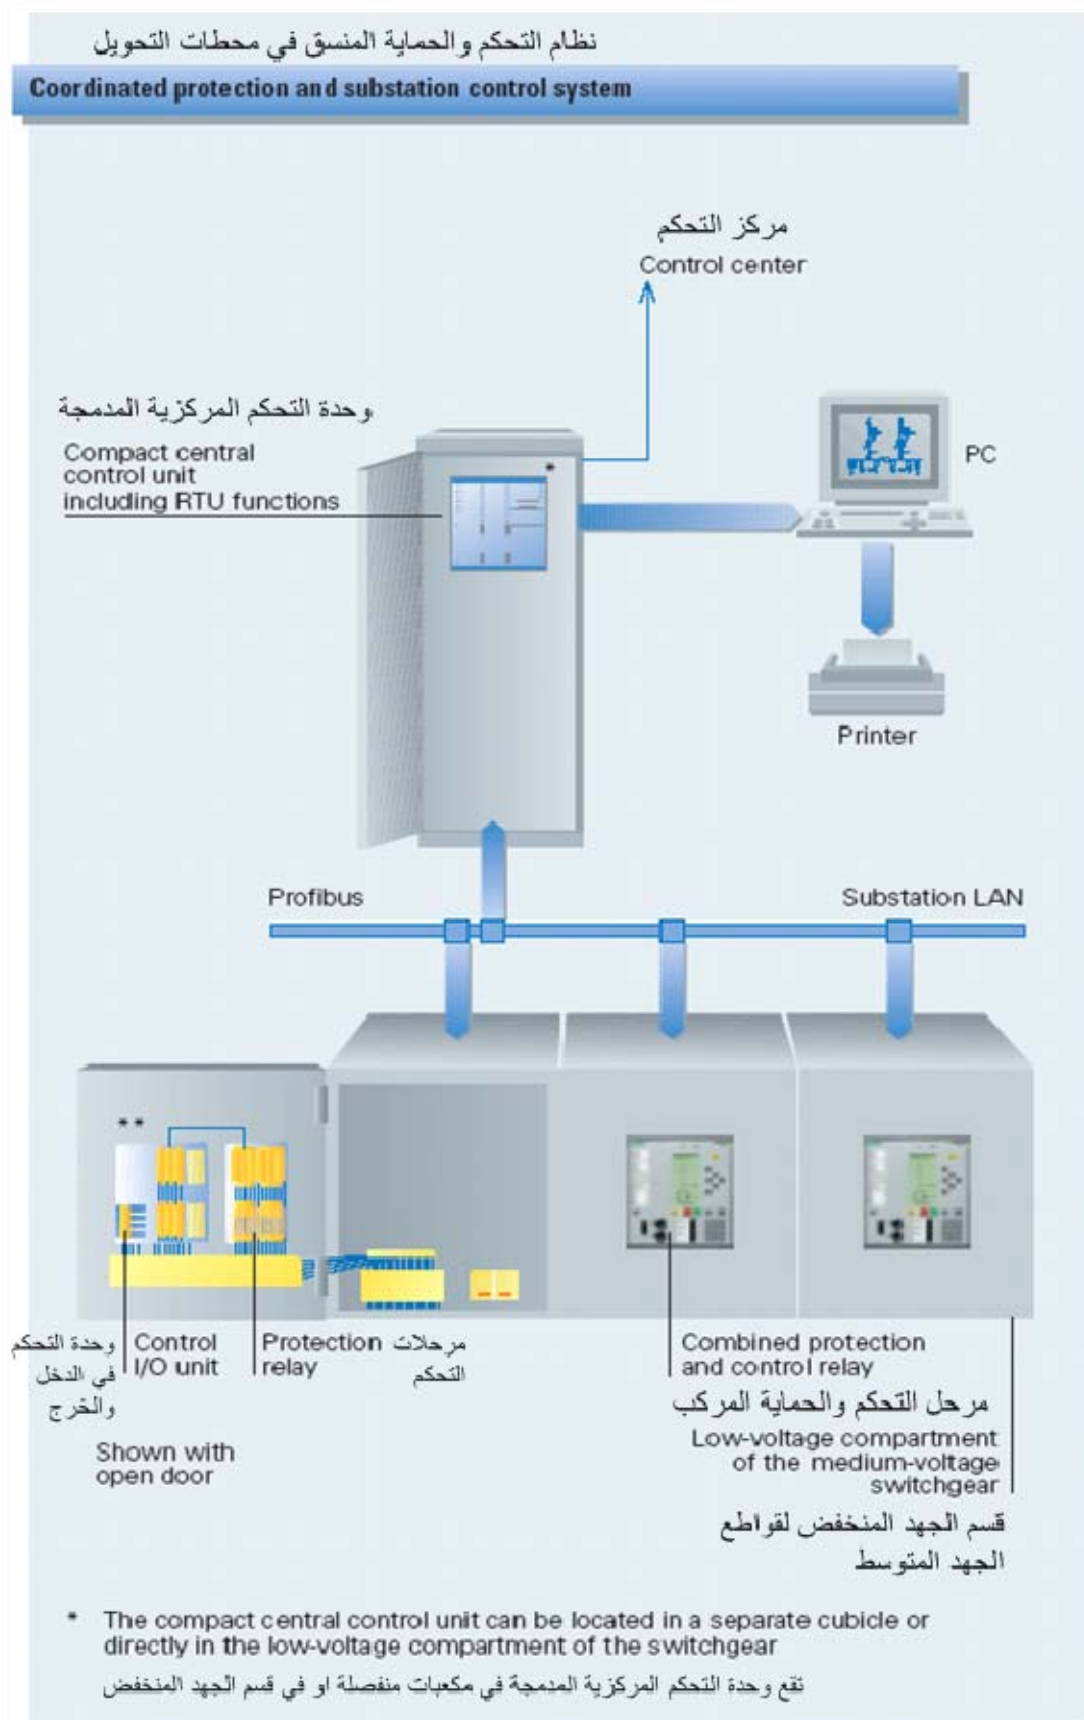 نظام التحكم والحماية المنسق في محطات التحويل
Coordinated protection and substation control system
مركز التحكم
Control center
وحدة التحكم المركزية المدمجة
Compact central
control unit
including RTU functions
*
PC
Printer
Profibus
Substation LAN
**
وحدة التحكم
في الدخل
والخرج
Control
I/O unit
Protection
relay
مرحلات
التحكم
Combined protection
and control relay
مرحل التحكم والحماية المركب
Shown with
open door
Low-voltage compartment
of the medium-voltage
switchgear
قسم الجهد المنخفض لقواطع
الجهد المتوسط
* The compact central control unit can be located in a separate cubicle or
directly in the low-voltage compartment of the switchgear
تقع وحدة التحكم المركزية المدمجة في مكعبات منفصلة او في قسم الجهد المنخفض